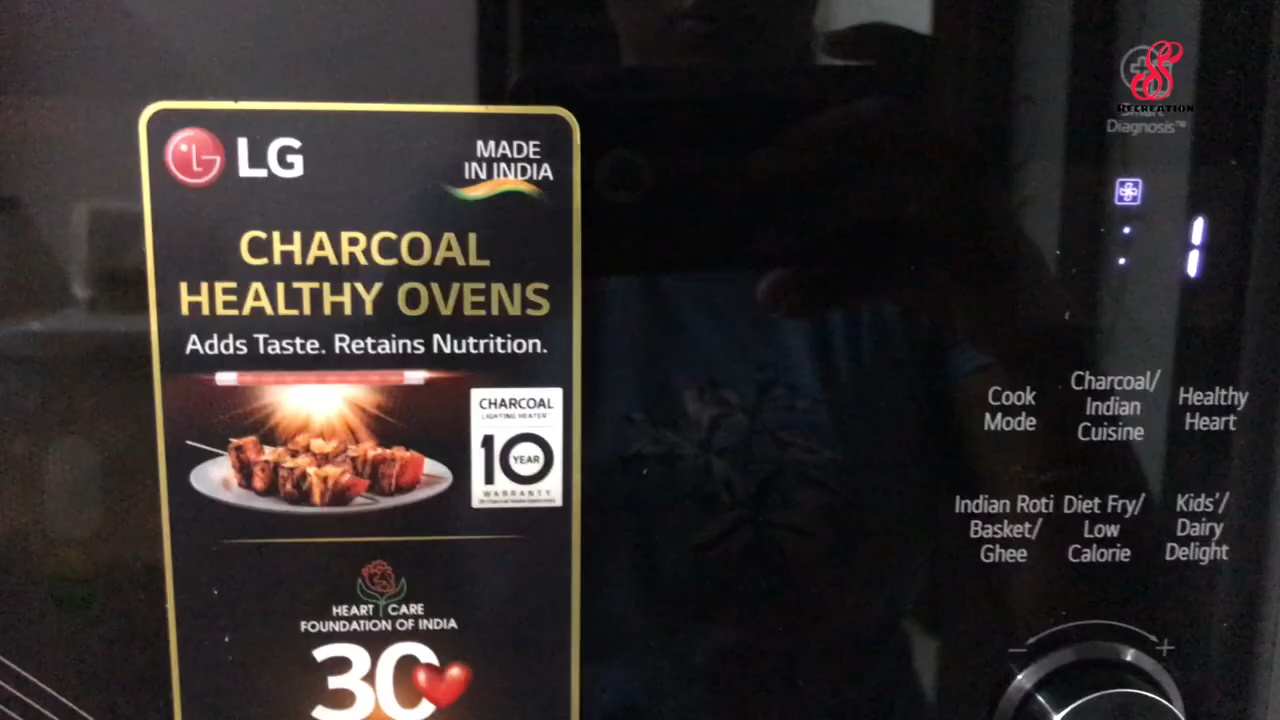 LG
MADE
IN INDIA
CHARCOAL
HEALTHY OVENS
Adds Taste. Retains Nutrition.
CHARCOAL
LIGHTING HEATER
10
YEAR
WARRANTY
HEART CARE
FOUNDATION OF INDIA
30
RECREATION
Diagnosis™
Cook
Mode
Charcoal/
Indian
Cuisine
Healthy
Heart
Indian Roti
Basket/
Ghee
Diet Fry/
Low
Calorie
Kids'/
Dairy
Delight
− +